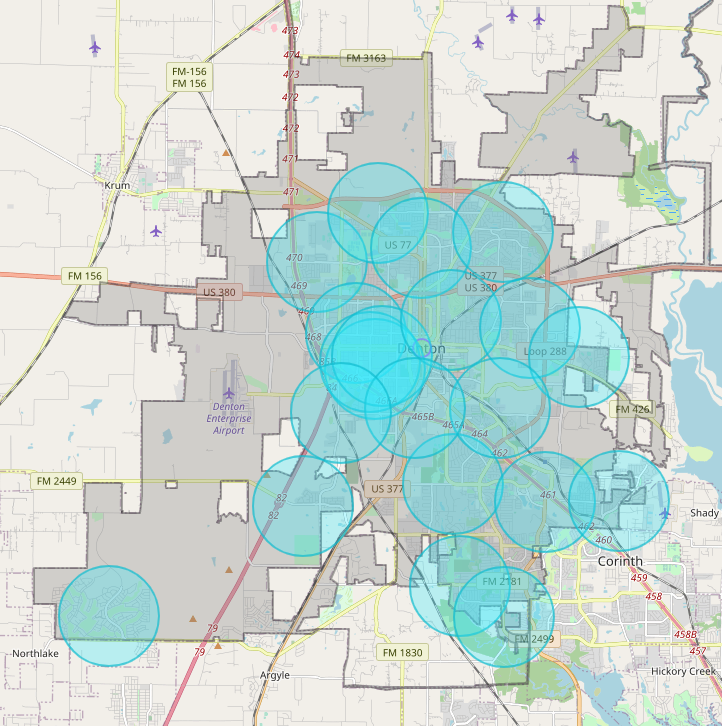 473
474
FM 3163
473
FM-156
FM 156
472
472
471
Krum
471
470
US 77
FM 156
US 377
US 380
469
US 380
468
Denton
Loop 288
Denton
Enterprise
Airport
465B
FM 426
464
462
FM 2449
82
82
US 377
461
Shady
462
460
Corinth
459
FM 2181
458
79
79
FM 2499
458B
457
Northlake
FM 1830
Argyle
Hickory Creek